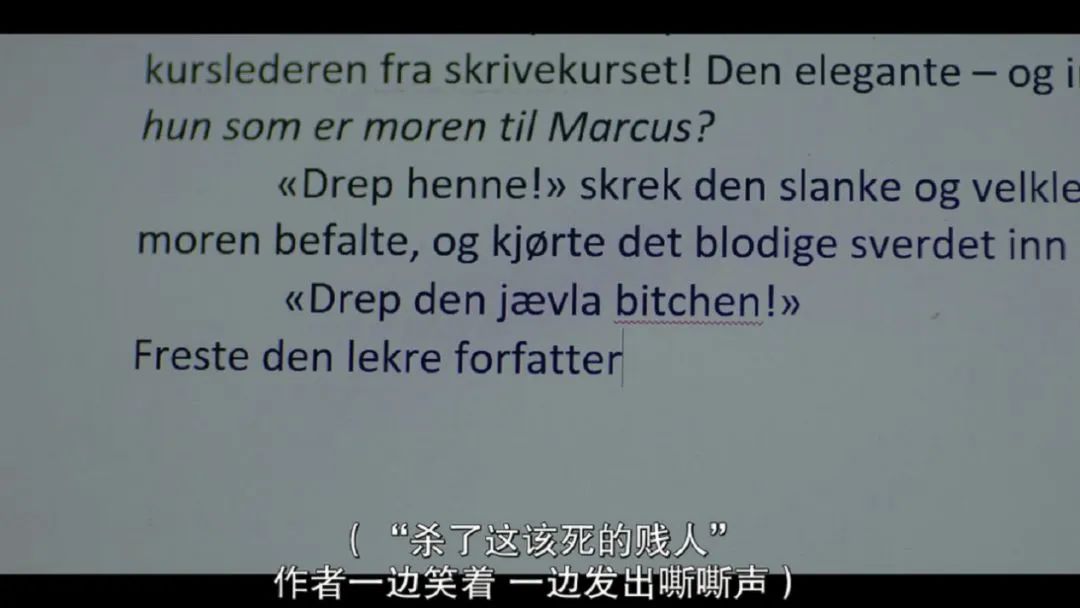 kurslederen fra skrivekurset! Den elegante – og
hun som er moren til Marcus?
«Drep henne!» skrek den slanke og
moren befalte, og kjørte det blodige sverdet inn
«Drep den jævla bitchen!»
Freste den lekre forfatter
(“杀了这该死的贱人”
作者一边笑着 一边发出嘶嘶声)